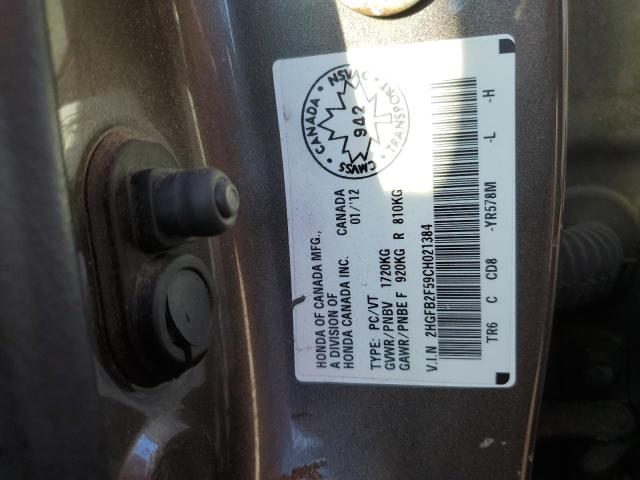 CANADA
NSVAC
TRANSPORT
CMVSS
942
HONDA OF CANADA MFG., CANADA
A DIVISION OF 01/'12
HONDA CANADA INC.
TYPE: PC/VT
GVWR/PNBV 1720KG
GAWR/PNBE F 920KG R 810KG
V.I.N 2HGFB2F59CH021384
TR6 C CD8 -YR578M -L -H